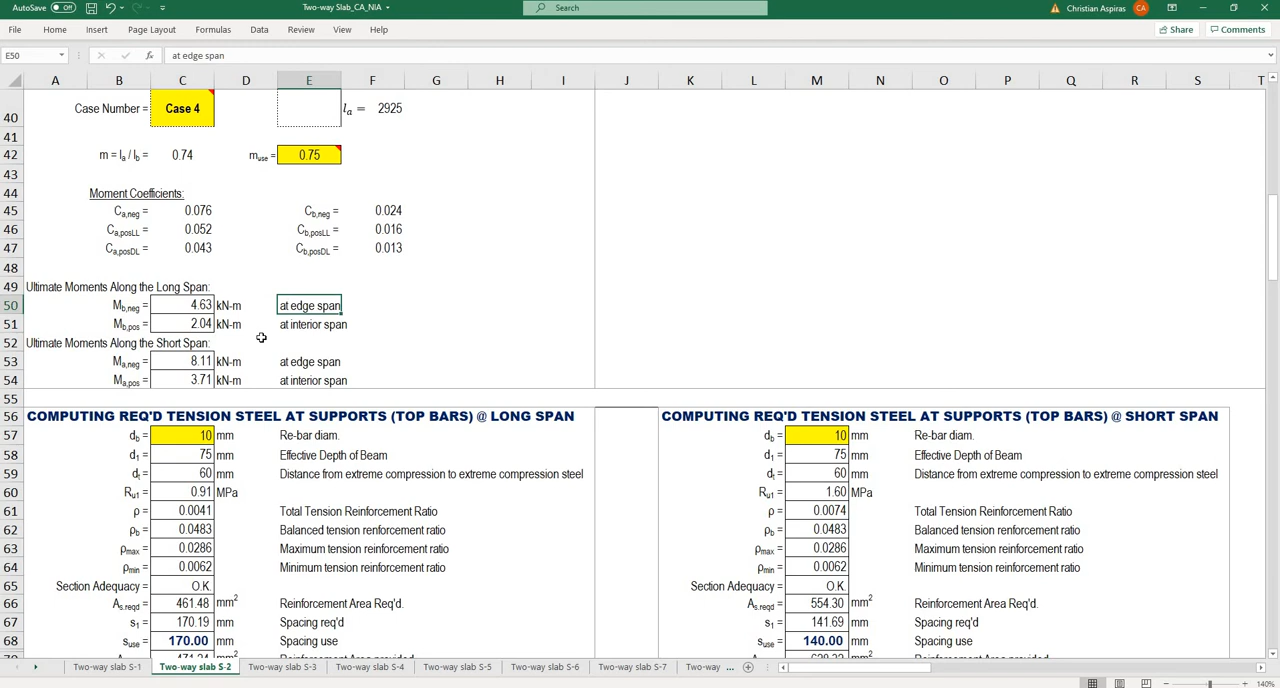 AutoSave Off Two-way Slab_CA_NIA Search Christian Aspiras CA
File Home Insert Page Layout Formulas Data Review View Help Share Comments
E50 fx at edge span
A B C D E F G H I J K L M N O P Q R S T
40 Case Number = Case 4 la = 2925
41
42 m = la / lb = 0.74 muse = 0.75
43
44 Moment Coefficients:
45 Ca,neg = 0.076 Cb,neg = 0.024
46 Ca,posLL = 0.052 Cb,posLL = 0.016
47 Ca,posDL = 0.043 Cb,posDL = 0.013
48
49 Ultimate Moments Along the Long Span:
50 Mb,neg = 4.63 kN-m at edge span
51 Mb,pos = 2.04 kN-m at interior span
52 Ultimate Moments Along the Short Span:
53 Ma,neg = 8.11 kN-m at edge span
54 Ma,pos = 3.71 kN-m at interior span
55
56 COMPUTING REQ'D TENSION STEEL AT SUPPORTS (TOP BARS) @ LONG SPAN COMPUTING REQ'D TENSION STEEL AT SUPPORTS (TOP BARS) @ SHORT SPAN
57 db = 10 mm Re-bar diam. db = 10 mm Re-bar diam.
58 d1 = 75 mm Effective Depth of Beam d1 = 75 mm Effective Depth of Beam
59 dt = 60 mm Distance from extreme compression to extreme compression steel dt = 60 mm Distance from extreme compression to extreme compression steel
60 Ru1 = 0.91 MPa Ru1 = 1.60 MPa
61 ρ = 0.0041 Total Tension Reinforcement Ratio ρ = 0.0074 Total Tension Reinforcement Ratio
62 ρb = 0.0483 Balanced tension renforcement ratio ρb = 0.0483 Balanced tension reinforcement ratio
63 ρmax = 0.0286 Maximum tension reinforcement ratio ρmax = 0.0286 Maximum tension reinforcement ratio
64 ρmin = 0.0062 Minimum tension reinforcement ratio ρmin = 0.0062 Minimum tension reinforcement ratio
65 Section Adequacy = O.K. Section Adequacy = O.K.
66 As.reqd = 461.48 mm2 Reinforcement Area Req'd. As.reqd = 554.30 mm2 Reinforcement Area Req'd.
67 s1 = 170.19 mm Spacing req'd s1 = 141.69 mm Spacing req'd
68 suse = 170.00 mm Spacing use suse = 140.00 mm Spacing use
Two-way slab S-1 Two-way slab S-2 Two-way slab S-3 Two-way slab S-4 Two-way slab S-5 Two-way slab S-6 Two-way slab S-7 Two-way ...
140%